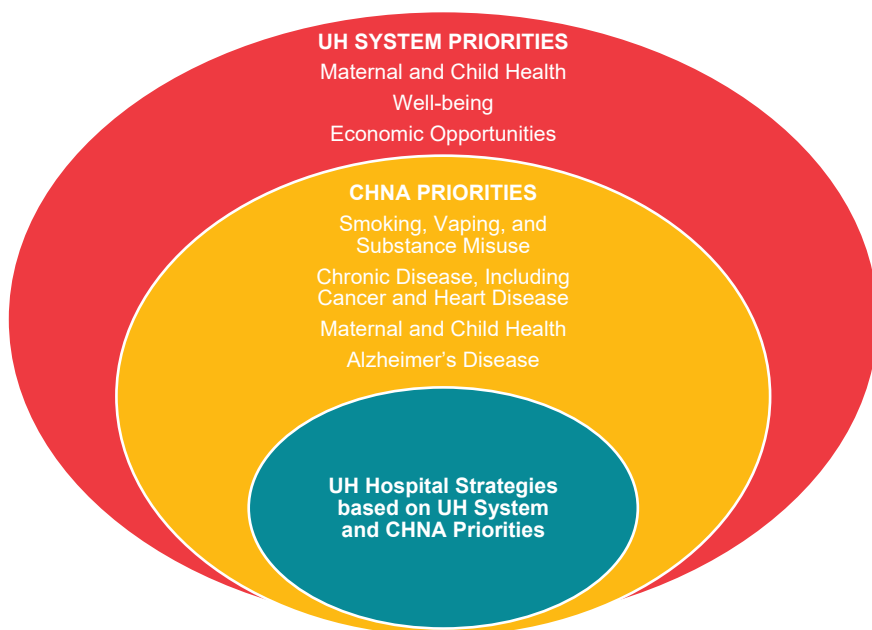 UH SYSTEM PRIORITIES
Maternal and Child Health
Well-being
Economic Opportunities
CHNA PRIORITIES
Smoking, Vaping, and
Substance Misuse
Chronic Disease, Including
Cancer and Heart Disease
Maternal and Child Health
Alzheimer’s Disease
UH Hospital Strategies
based on UH System
and CHNA Priorities